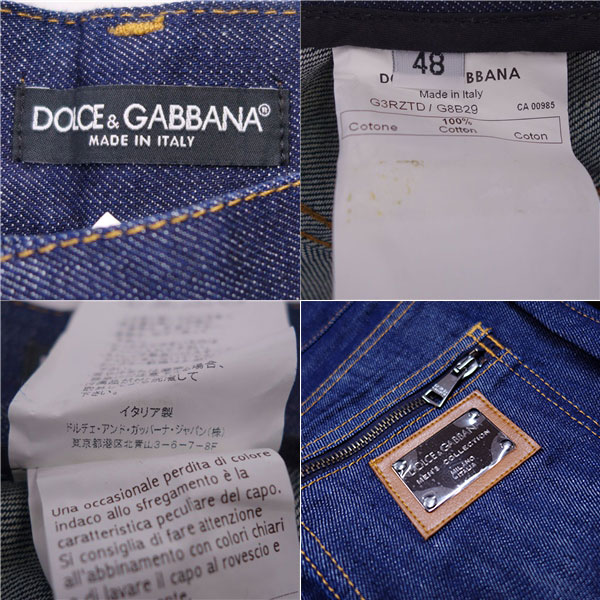 DOLCE & GABBANA®
MADE IN ITALY
48
D BBANA
Made in Italy
G3RZTD / G8B29 CA 00985
100%
Cotone Cotton Coton
イタリア製
ドルチェ・アンド・ガッバーナ・ジャパン(株)
東京都港区北青山3-6-7-8F
Una occasionale perdita di colore
indaco allo sfregamento è la
caratteristica peculiare del capo.
Si consiglia di fare attenzione
all'abbinamento con colori chiari
e di lavare il capo al rovescio e
DOLCE & GABBANA
MEN'S COLLECTION
MILANO
ITALIA